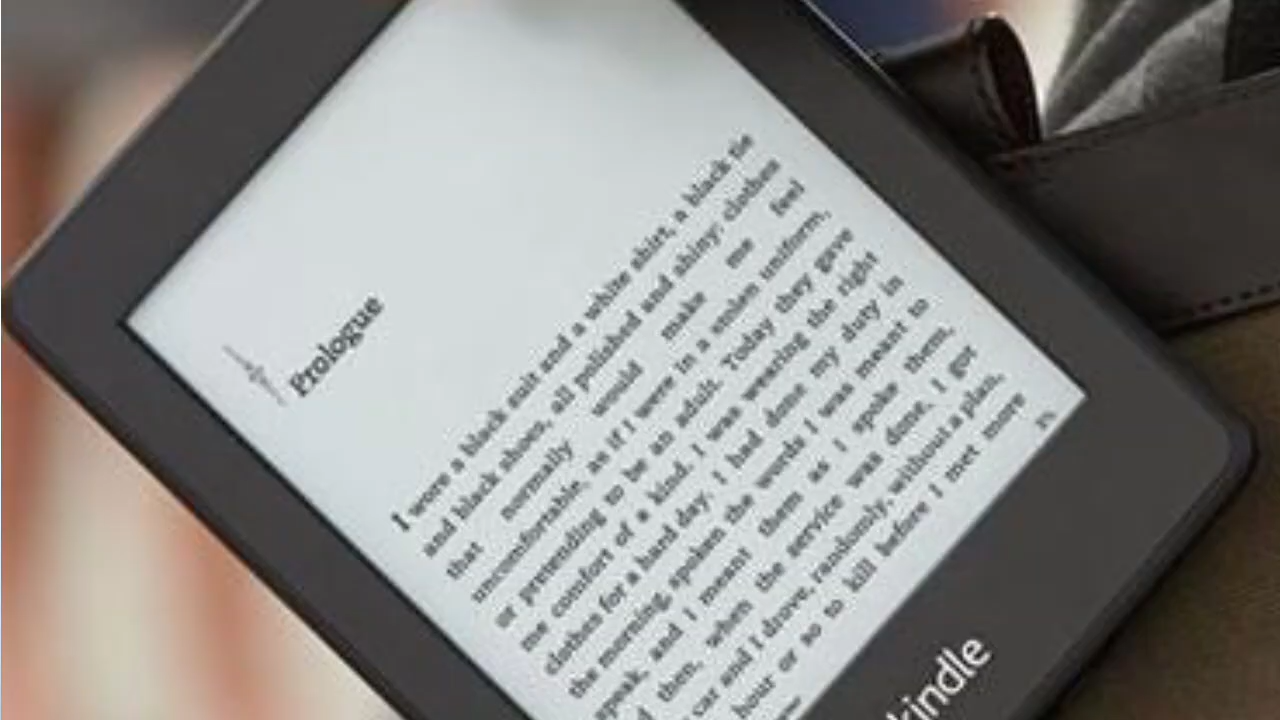 Prologue
I wore a black suit and a white shirt, a black tie
and black shoes, all polished and shiny: clothes
that normally would make me feel
uncomfortable, as if I were in a stolen uniform,
or pretending to be an adult. Today they gave
me comfort of a kind. I was wearing the right
clothes for a hard day. I had done my duty in
the morning, spoken the words I was meant to
speak, and I meant them as I spoke them,
then, when the service was done, I got
car and I drove, randomly, without a plan,
hour or so to kill before I met more
kindle